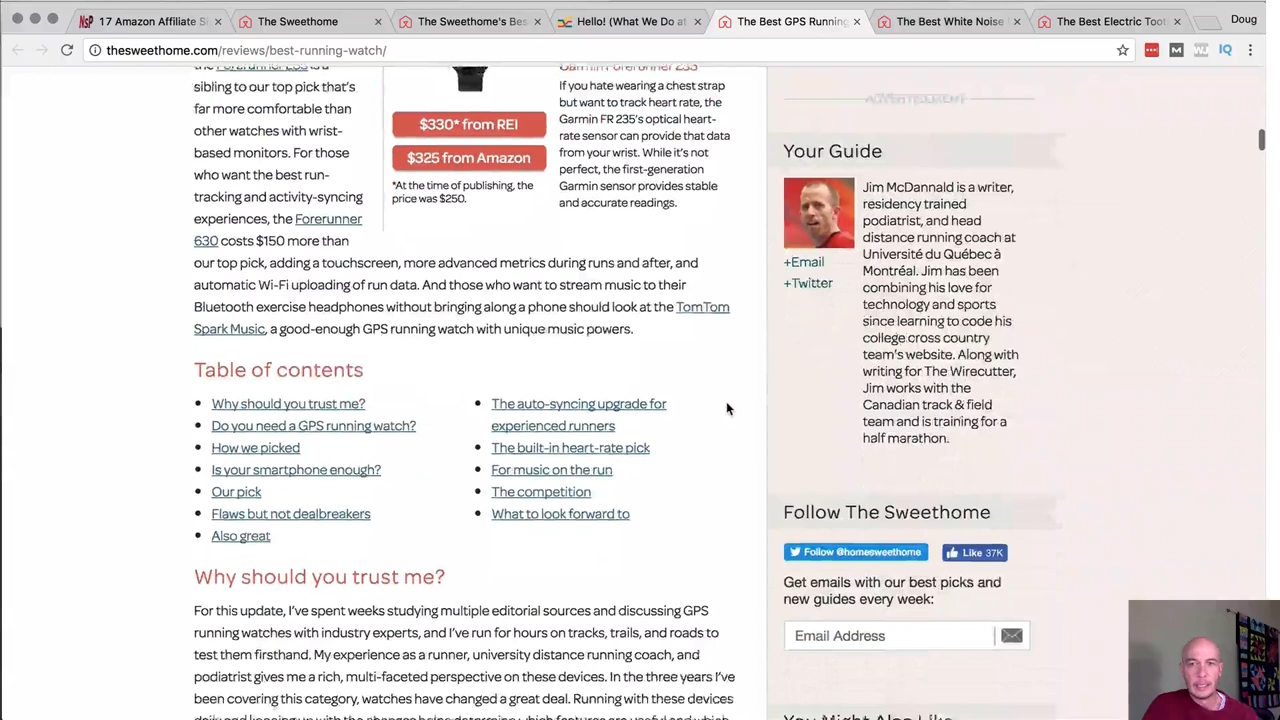 17 Amazon Affiliate Si
The Sweethome
The Sweethome's Bes
Hello! (What We Do at
The Best GPS Running
The Best White Noise
The Best Electric Toot
Doug
thesweethome.com/reviews/best-running-watch/
the Forerunner 235 is a
sibling to our top pick that's
far more comfortable than
other watches with wrist-
based monitors. For those
who want the best run-
tracking and activity-syncing
experiences, the Forerunner
630 costs $150 more than
our top pick, adding a touchscreen, more advanced metrics during runs and after, and
automatic Wi-Fi uploading of run data. And those who want to stream music to their
Bluetooth exercise headphones without bringing along a phone should look at the TomTom
Spark Music, a good-enough GPS running watch with unique music powers.
$330* from REI
$325 from Amazon
*At the time of publishing, the
price was $250.
Garmin Forerunner 235
If you hate wearing a chest strap
but want to track heart rate, the
Garmin FR 235's optical heart-
rate sensor can provide that data
from your wrist. While it's not
perfect, the first-generation
Garmin sensor provides stable
and accurate readings.
Table of contents
Why should you trust me?
Do you need a GPS running watch?
How we picked
Is your smartphone enough?
Our pick
Flaws but not dealbreakers
Also great
The auto-syncing upgrade for
experienced runners
The built-in heart-rate pick
For music on the run
The competition
What to look forward to
Why should you trust me?
For this update, I've spent weeks studying multiple editorial sources and discussing GPS
running watches with industry experts, and I've run for hours on tracks, trails, and roads to
test them firsthand. My experience as a runner, university distance running coach, and
podiatrist gives me a rich, multi-faceted perspective on these devices. In the three years I've
been covering this category, watches have changed a great deal. Running with these devices
ADVERTISEMENT
Your Guide
+Email
+Twitter
Jim McDannald is a writer,
residency trained
podiatrist, and head
distance running coach at
Université du Québec à
Montréal. Jim has been
combining his love for
technology and sports
since learning to code his
college cross country
team's website. Along with
writing for The Wirecutter,
Jim works with the
Canadian track & field
team and is training for a
half marathon.
Follow The Sweethome
Follow @homesweethome
Like 37K
Get emails with our best picks and
new guides every week:
Email Address
You Might Also Like